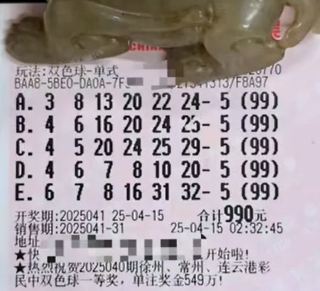 CHINA
玩法:双色球-单式
BAA8-5BE0-DA0A-7F 21341313/F8A97
A. 3 8 13 20 22 24- 5 (99)
B. 4 6 16 20 24 25- 5 (99)
C. 4 5 20 24 25 29- 5 (99)
D. 4 6 7 8 10 20- 5 (99)
E. 6 7 8 16 31 32- 5 (99)
开奖期:2025041 25-04-15 合计990元
销售期:2025041-31 25-04-15 02:32:45
地址
★快 开始啦!
★热烈祝贺2025040期徐州、常州、连云港彩
民中双色球一等奖,单注奖金549万!